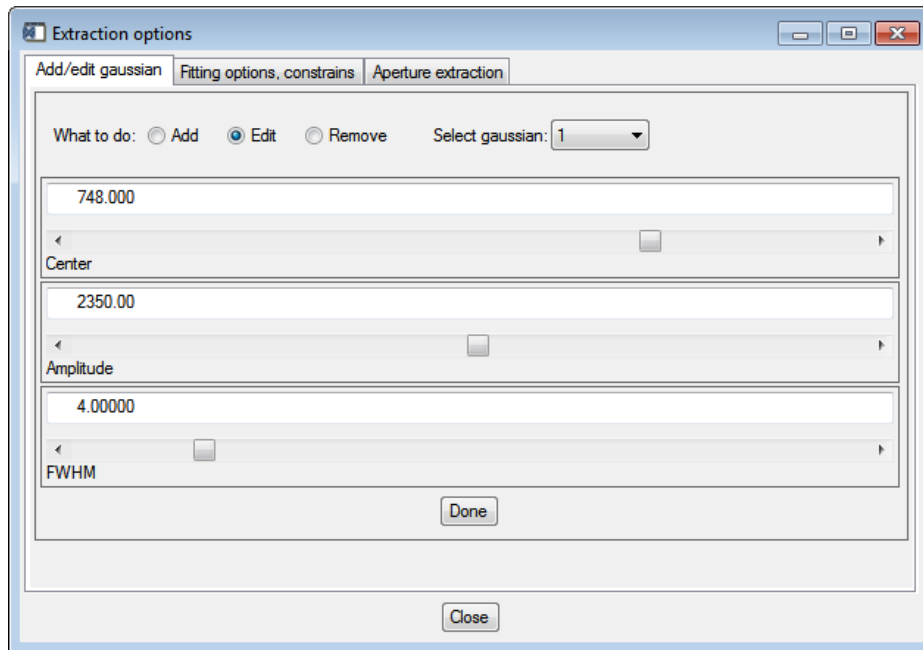 Extraction options
Add/edit gaussian Fitting options, constrains Aperture extraction
What to do: Add Edit Remove Select gaussian: 1
748.000
Center
2350.00
Amplitude
4.00000
FWHM
Done
Close